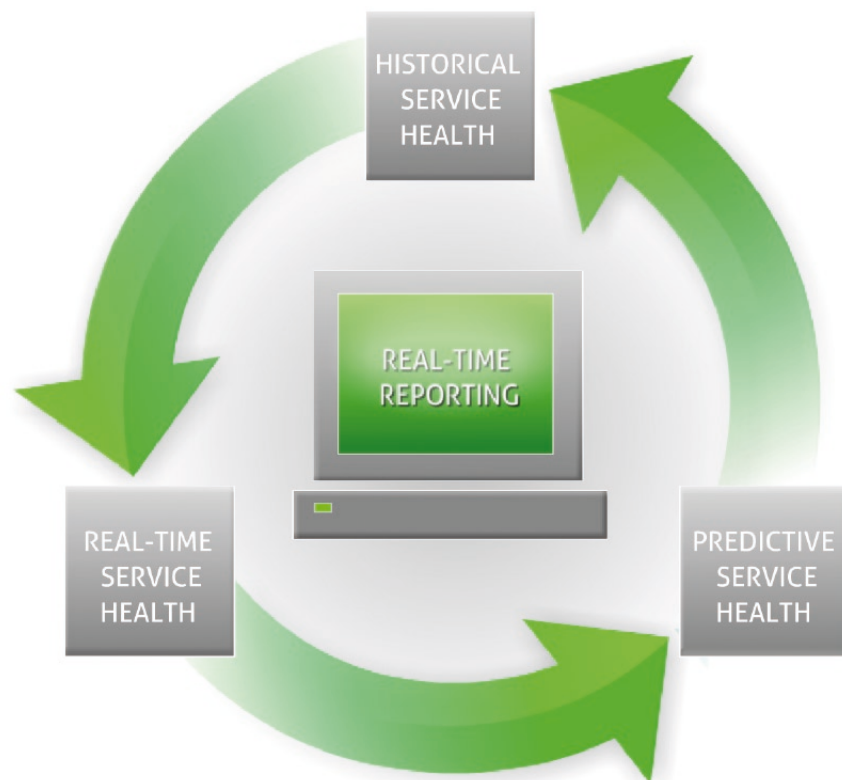 HISTORICAL
SERVICE
HEALTH
REAL-TIME
REPORTING
REAL-TIME
SERVICE
HEALTH
PREDICTIVE
SERVICE
HEALTH